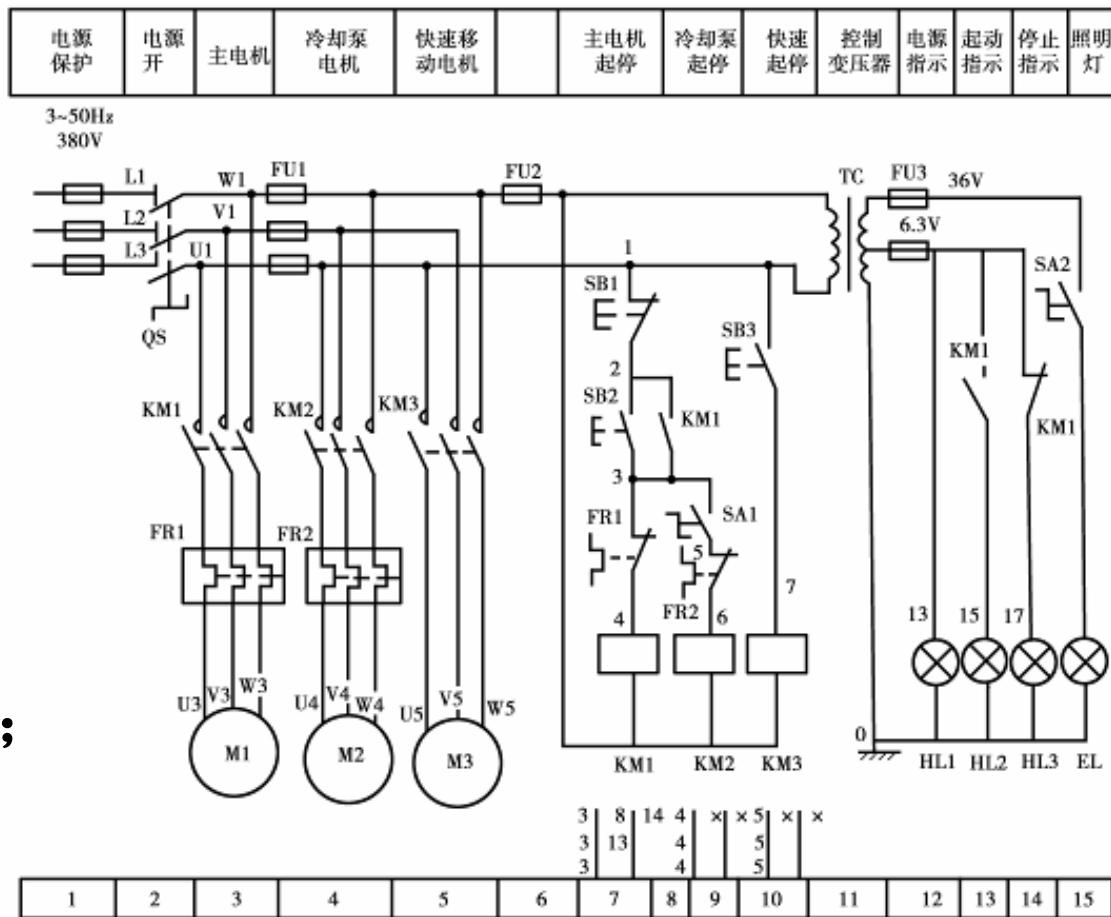 电源保护 电源开 主电机 冷却泵电机 快速移动电机 主电机起停 冷却泵起停 快速起停 控制变压器 电源指示 起动指示 停止指示 照明灯
3~50Hz
380V
L1 W1 FU1 FU2 TC FU3 36V
L2 V1 6.3V
L3 U1 1 SA2
SB1
QS SB3
2 KM1
SB2
KM1 KM2 KM3 KM1 KM1
3
FR1 FR2 FR1 SA1
5
7
FR2
4 6 13 15 17
U3 V3 W3 U4 V4 W4 U5 V5 W5
;
M1 M2 M3 0
KM1 KM2 KM3 HL1 HL2 HL3 EL
3 8 14 4 × × 5 × ×
3 13 4 5
3 4 5
1 2 3 4 5 6 7 8 9 10 11 12 13 14 15